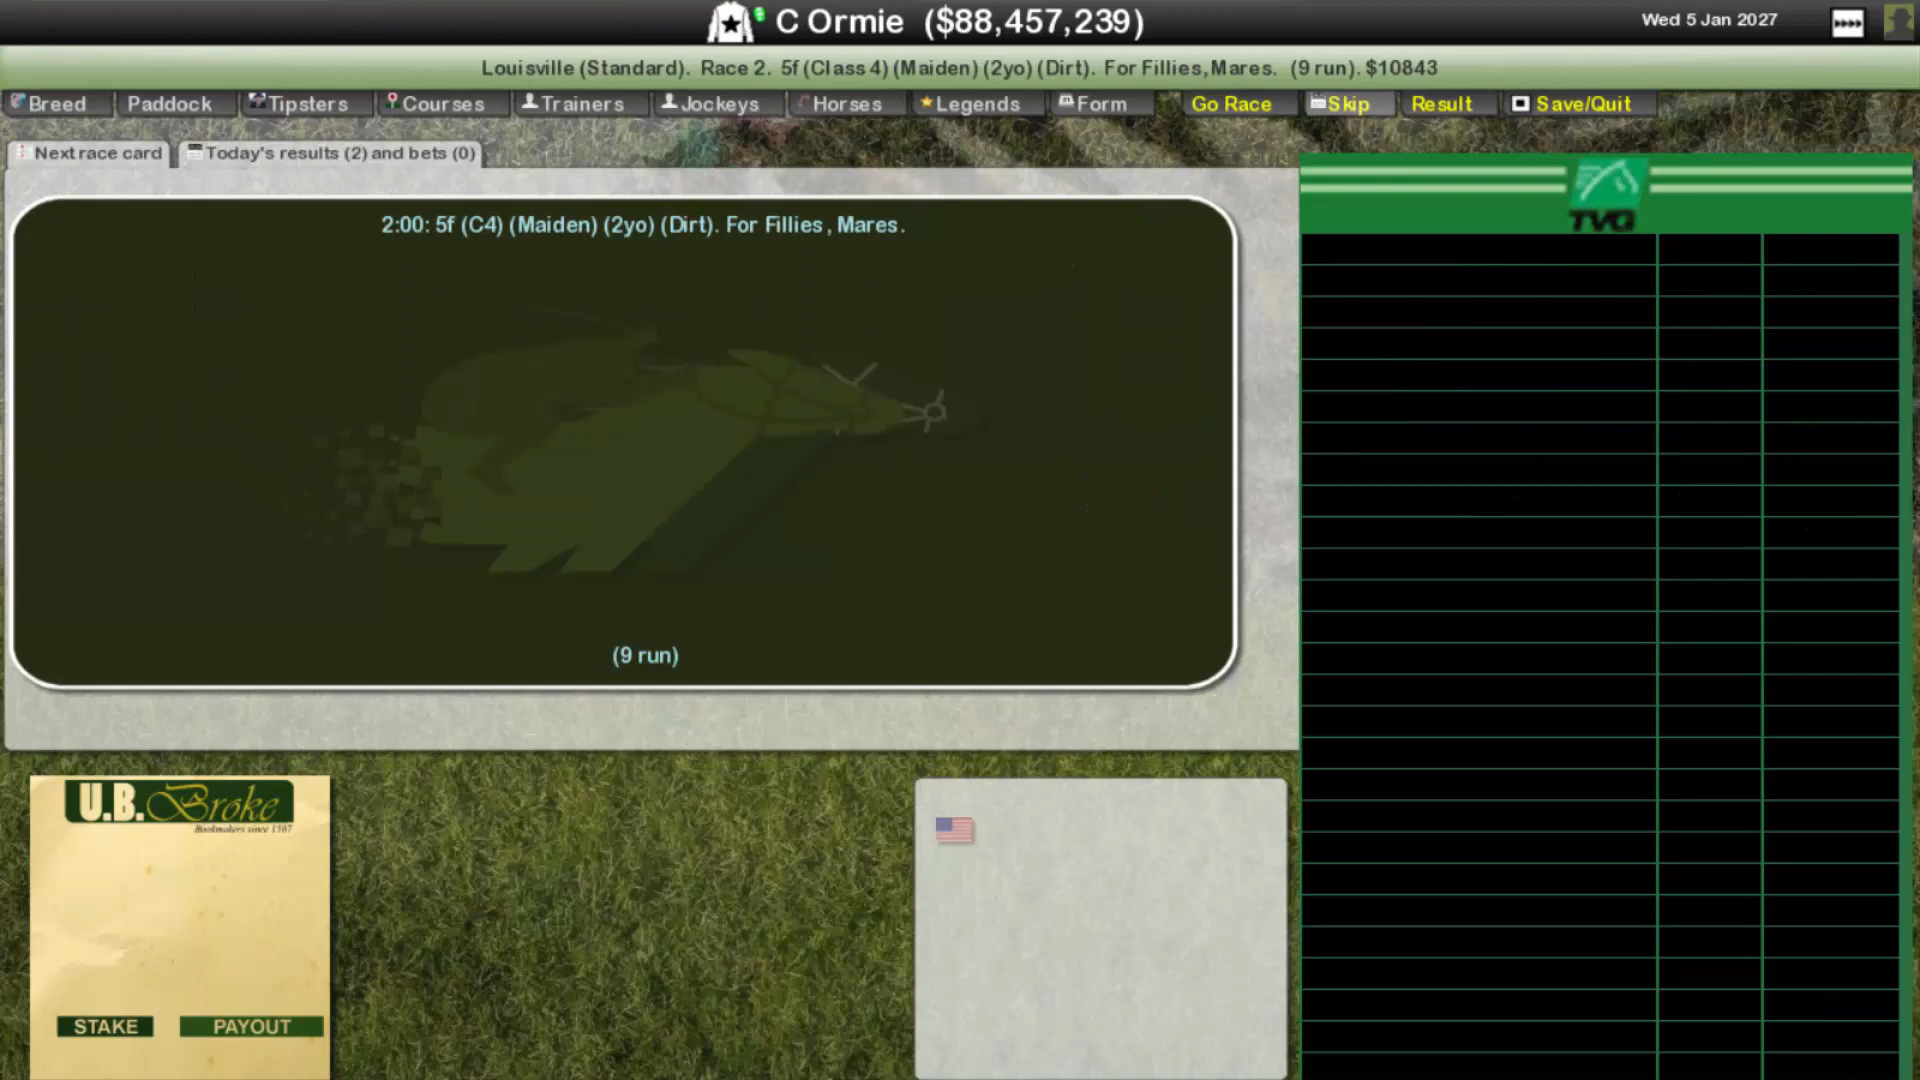 C Ormie ($88,457,239)
Wed 5 Jan 2027
Louisville (Standard). Race 2. 5f (Class 4) (Maiden) (2yo) (Dirt). For Fillies, Mares. (9 run). $10843
Breed Paddock Tipsters Courses Trainers Jockeys Horses Legends Form Go Race Skip Result Save/Quit
Next race card Today's results (2) and bets (0)
TVG
2:00: 5f (C4) (Maiden) (2yo) (Dirt). For Fillies, Mares.
(9 run)
U.B. Broke
Bookmakers since 1507
STAKE PAYOUT